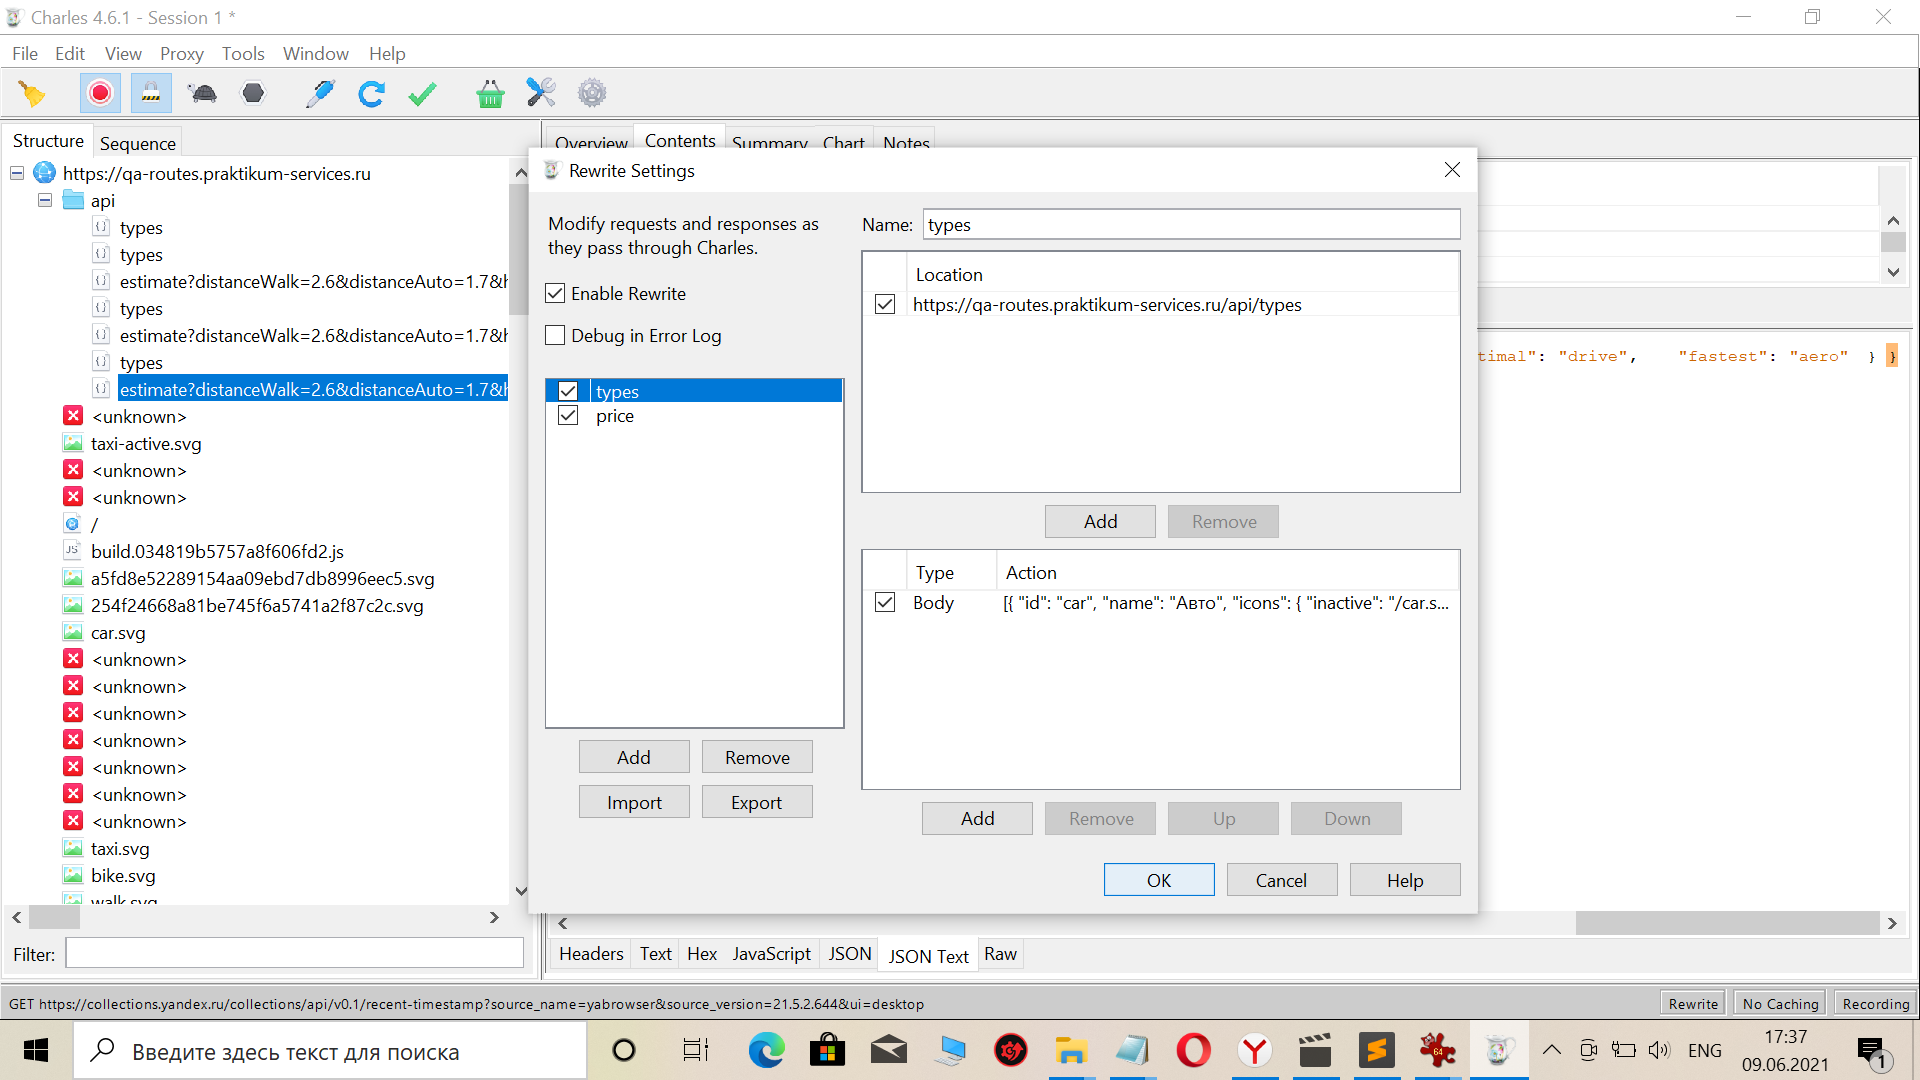 Charles 4.6.1 - Session 1 *
File Edit View Proxy Tools Window Help
Structure Sequence
https://qa-routes.praktikum-services.ru
api
types
types
estimate?distanceWalk=2.6&distanceAuto=1.7&h
types
estimate?distanceWalk=2.6&distanceAuto=1.7&h
types
estimate?distanceWalk=2.6&distanceAuto=1.7&h
<unknown>
taxi-active.svg
<unknown>
<unknown>
/
build.034819b5757a8f606fd2.js
a5fd8e52289154aa09ebd7db8996eec5.svg
254f24668a81be745f6a5741a2f87c2c.svg
car.svg
<unknown>
<unknown>
<unknown>
<unknown>
<unknown>
<unknown>
<unknown>
taxi.svg
bike.svg
walk.svg
Filter:
Overview Contents Summary Chart Notes
Rewrite Settings
Modify requests and responses as
they pass through Charles.
Enable Rewrite
Debug in Error Log
types
price
Add Remove
Import Export
Name: types
Location
https://qa-routes.praktikum-services.ru/api/types
Add Remove
Type Action
Body [{ "id": "car", "name": "Авто", "icons": { "inactive": "/car.s...
Add Remove Up Down
OK Cancel Help
timal": "drive", "fastest": "aero" } }
Headers Text Hex JavaScript JSON JSON Text Raw
GET https://collections.yandex.ru/collections/api/v0.1/recent-timestamp?source_name=yabrowser&source_version=21.5.2.644&ui=desktop
Rewrite No Caching Recording
Введите здесь текст для поиска
64
ENG
17:37
09.06.2021
1